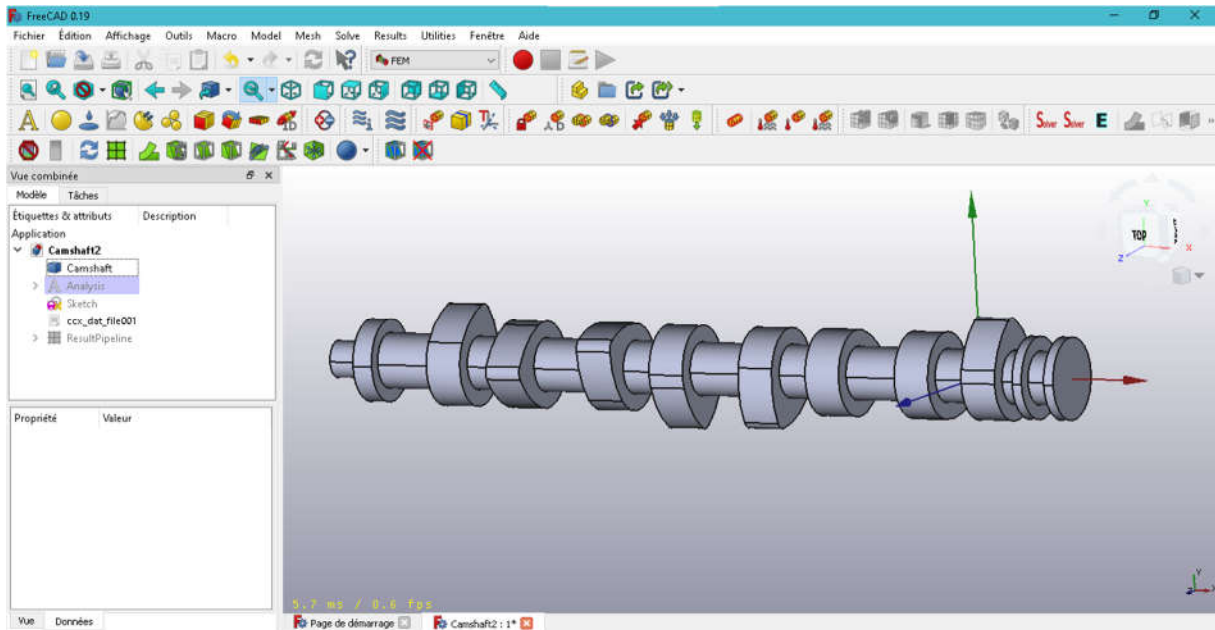 FreeCAD 0.19
Fichier Édition Affichage Outils Macro Model Mesh Solve Results Utilities Fenêtre Aide
FEM
Solver Solver E
Vue combinée
Modèle Tâches
Étiquettes & attributs Description
Application
Camshaft2
Camshaft
Analysis
Sketch
ccx_dat_file001
ResultPipeline
Propriété Valeur
TOP
Y
X
Z
5.7 ms / 0.6 fps
Y
X
Z
Vue Données
Page de démarrage Camshaft2 : 1*